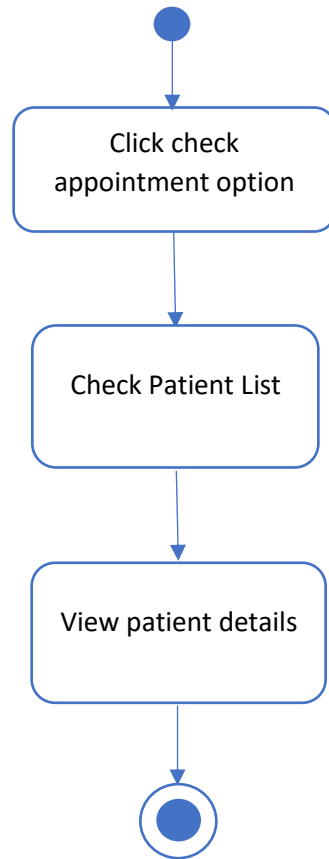 Click check
appointment option
Check Patient List
View patient details